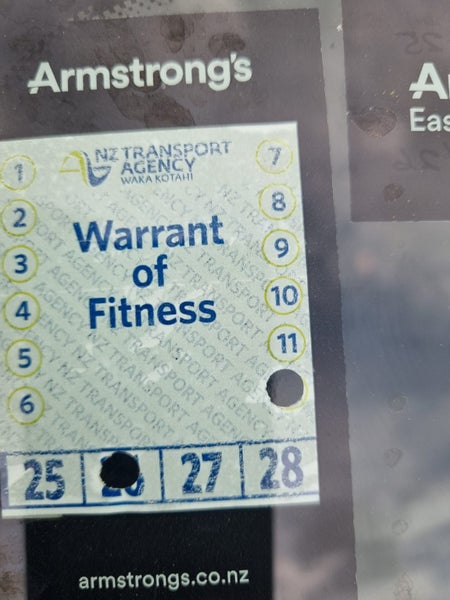 Armstrong's
NZ TRANSPORT
AGENCY
WAKA KOTAHI
Warrant
of
Fitness
1
2
3
4
5
6
7
8
9
10
11
25 26 27 28
armstrongs.co.nz